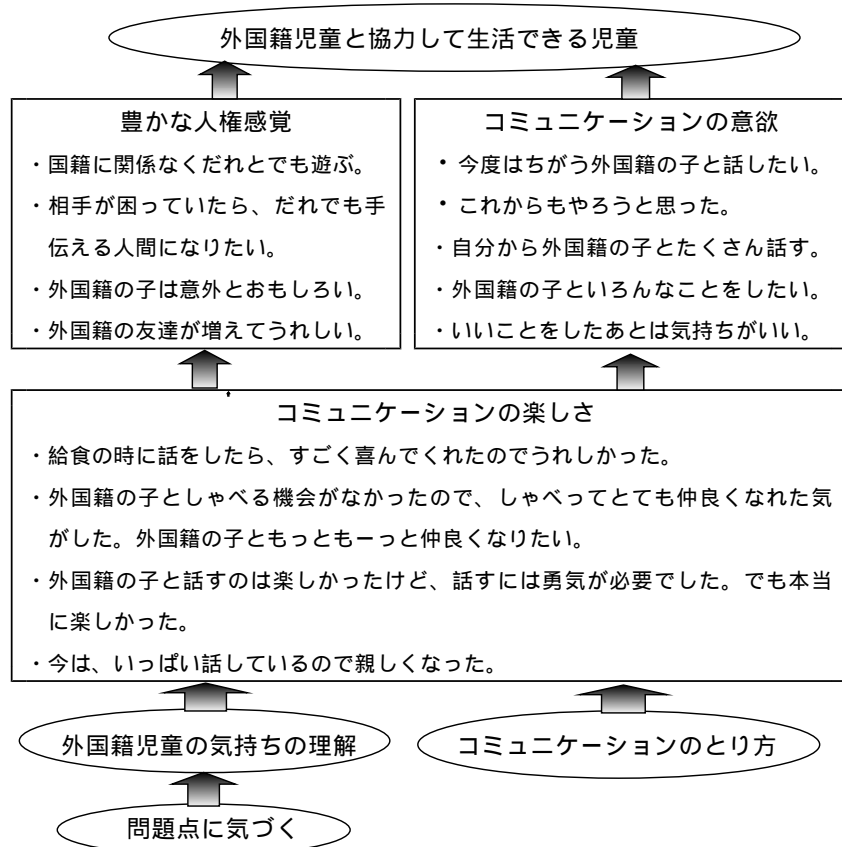 外国籍児童と協力して生活できる児童
豊かな人権感覚
・国籍に関係なくだれとでも遊ぶ。
・相手が困っていたら、だれでも手
伝える人間になりたい。
・外国籍の子は意外とおもしろい。
・外国籍の友達が増えてうれしい。
コミュニケーションの意欲
・今度はちがう外国籍の子と話したい。
・これからもやろうと思った。
・自分から外国籍の子とたくさん話す。
・外国籍の子といろんなことをしたい。
・いいことをしたあとは気持ちがいい。
コミュニケーションの楽しさ
・給食の時に話をしたら、すごく喜んでくれたのでうれしかった。
・外国籍の子としゃべる機会がなかったので、しゃべってとても仲良くなれた気
がした。外国籍の子ともっともーっと仲良くなりたい。
・外国籍の子と話すのは楽しかったけど、話すには勇気が必要でした。でも本当
に楽しかった。
・今は、いっぱい話しているので親しくなった。
外国籍児童の気持ちの理解
コミュニケーションのとり方
問題点に気づく